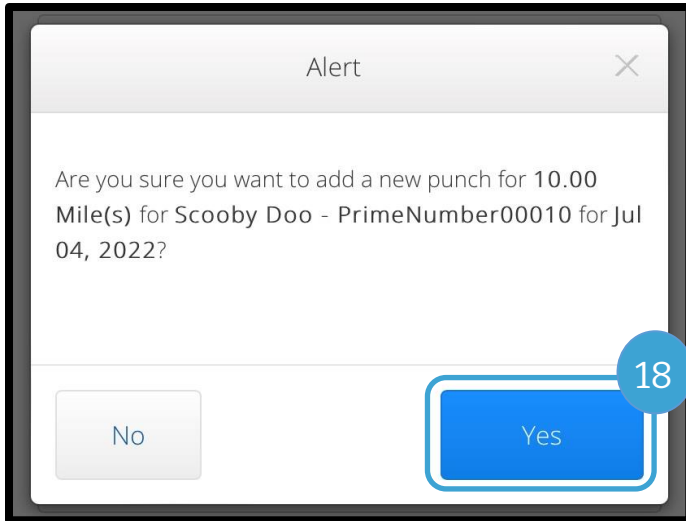 Alert
Are you sure you want to add a new punch for 10.00
Mile(s) for Scooby Doo - PrimeNumber00010 for Jul
04, 2022?
18
No
Yes